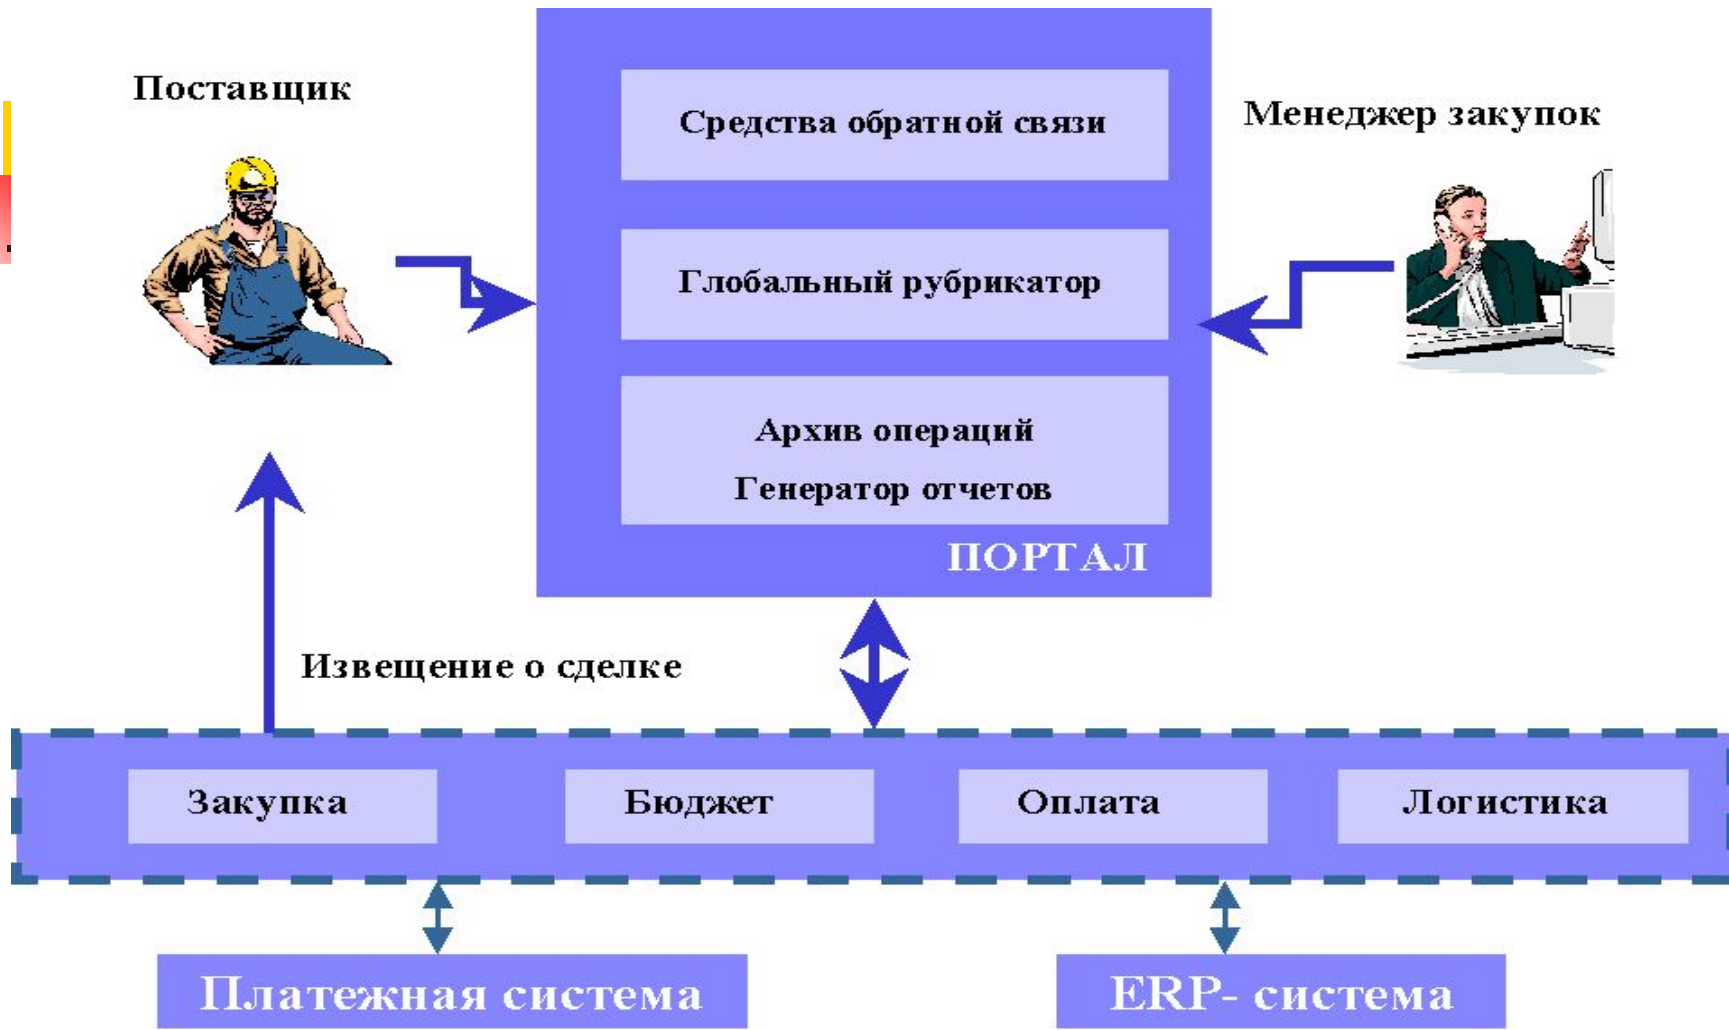 Поставщик
Средства обратной связи
Менеджер закупок
Глобальный рубрикатор
Архив операций
Генератор отчетов
ПОРТАЛ
Извещение о сделке
Закупка
Бюджет
Оплата
Логистика
Платежная система
ERP- система